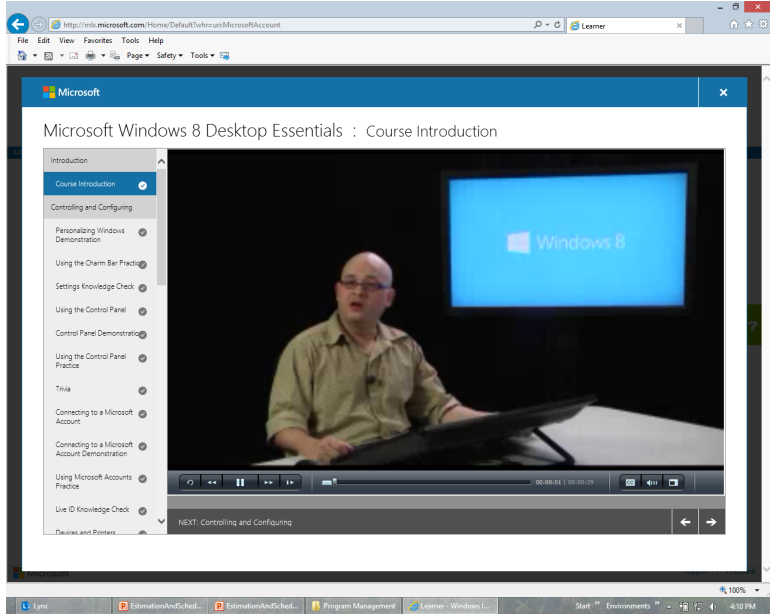 http://mlx.microsoft.com/Home/Default?whr=uri:MicrosoftAccount
Learner
File Edit View Favorites Tools Help
Page Safety Tools
Microsoft
Microsoft Windows 8 Desktop Essentials : Course Introduction
Introduction
Course Introduction
Controlling and Configuring
Personalizing Windows
Demonstration
Using the Charm Bar Practic
Settings Knowledge Check
Using the Control Panel
Control Panel Demonstratio
Using the Control Panel
Practice
Trivia
Connecting to a Microsoft
Account
Connecting to a Microsoft
Account Demonstration
Using Microsoft Accounts
Practice
Live ID Knowledge Check
Devices and Printers
Windows 8
00:00:01 | 00:00:39
CC
NEXT: Controlling and Configuring
?
Microsoft
100%
Lync
EstimationAndSched...
EstimationAndSched...
Program Management
Learner - Windows I...
Start
Environments
4:10 PM